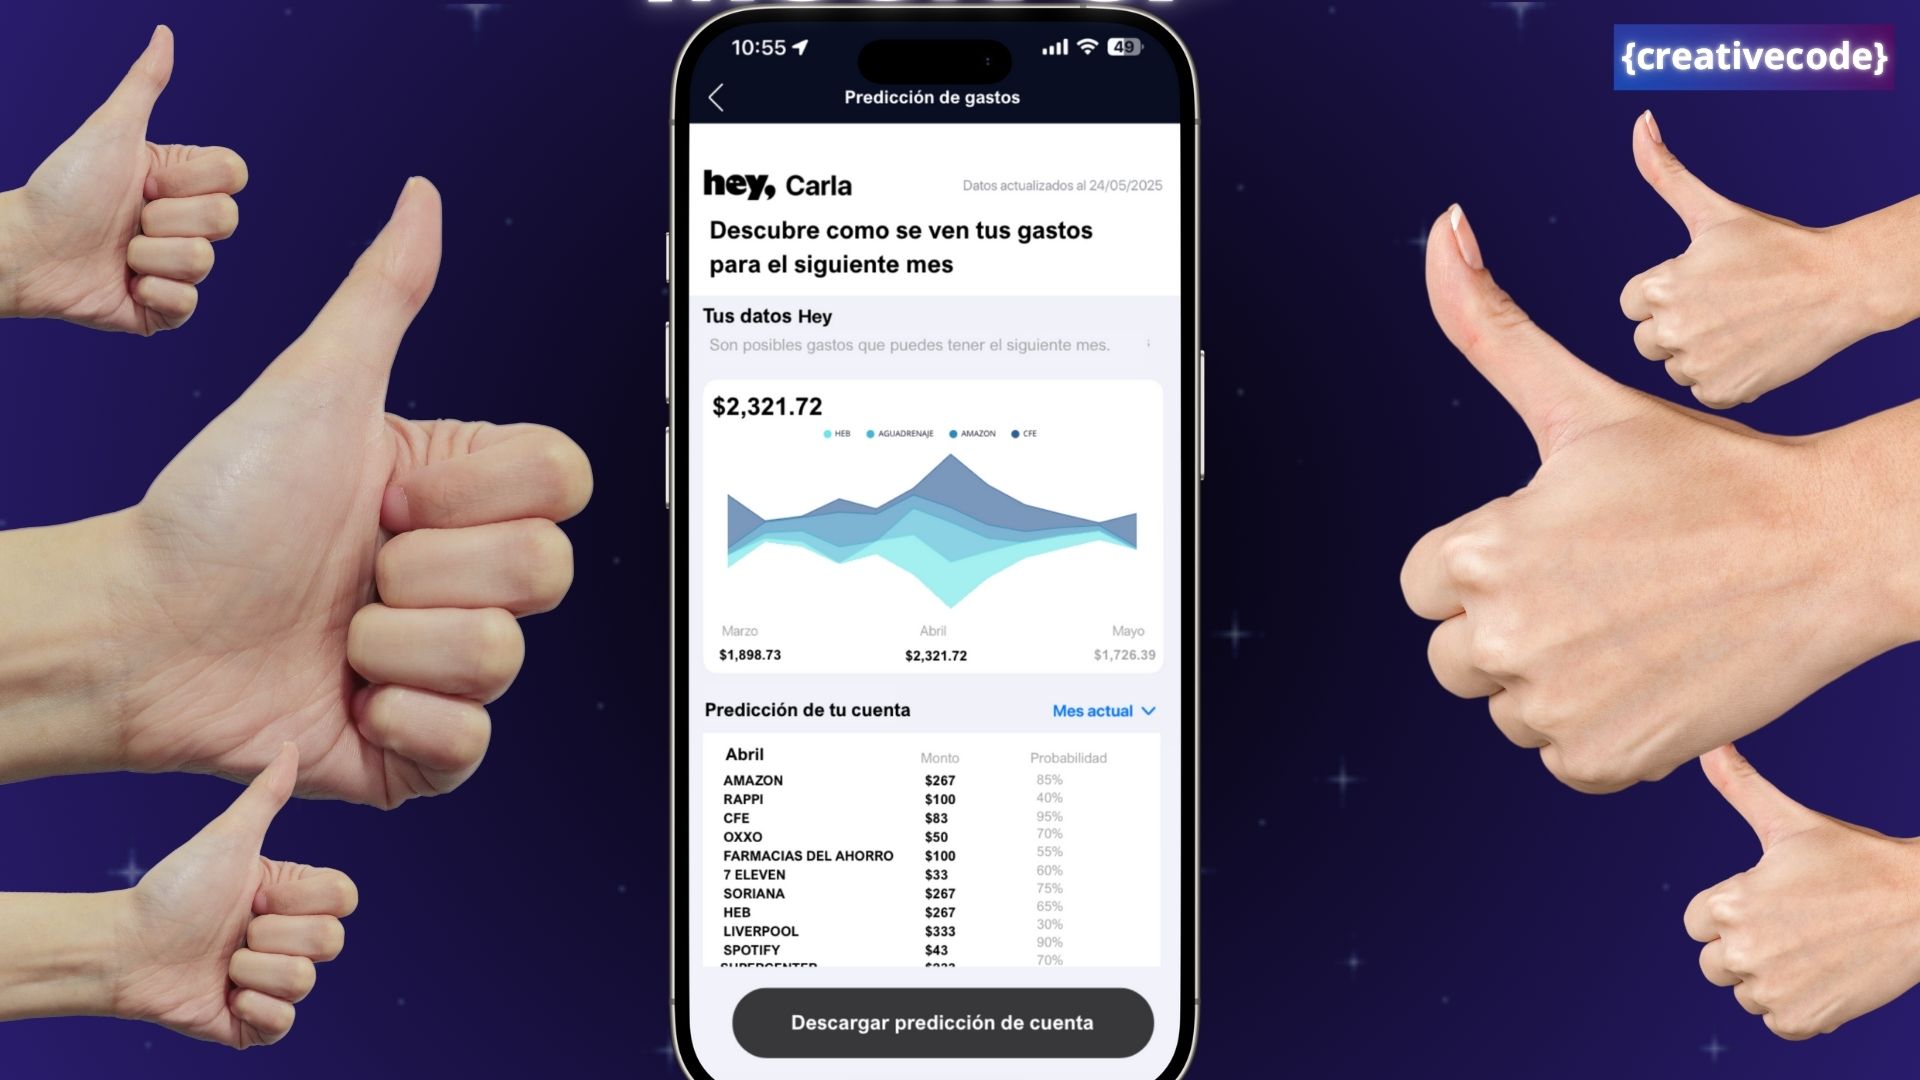 {creativecode}
10:55
49
Predicción de gastos
hey, Carla
Datos actualizados al 24/05/2025
Descubre como se ven tus gastos
para el siguiente mes
Tus datos Hey
Son posibles gastos que puedes tener el siguiente mes.
$2,321.72
HEB AGUADRENAJE AMAZON CFE
Marzo Abril Mayo
$1,898.73 $2,321.72 $1,726.39
Predicción de tu cuenta Mes actual
Abril Monto Probabilidad
AMAZON $267 85%
RAPPI $100 40%
CFE $83 95%
OXXO $50 70%
FARMACIAS DEL AHORRO $100 55%
7 ELEVEN $33 60%
SORIANA $267 75%
HEB $267 65%
LIVERPOOL $333 30%
SPOTIFY $43 90%
70%
Descargar predicción de cuenta